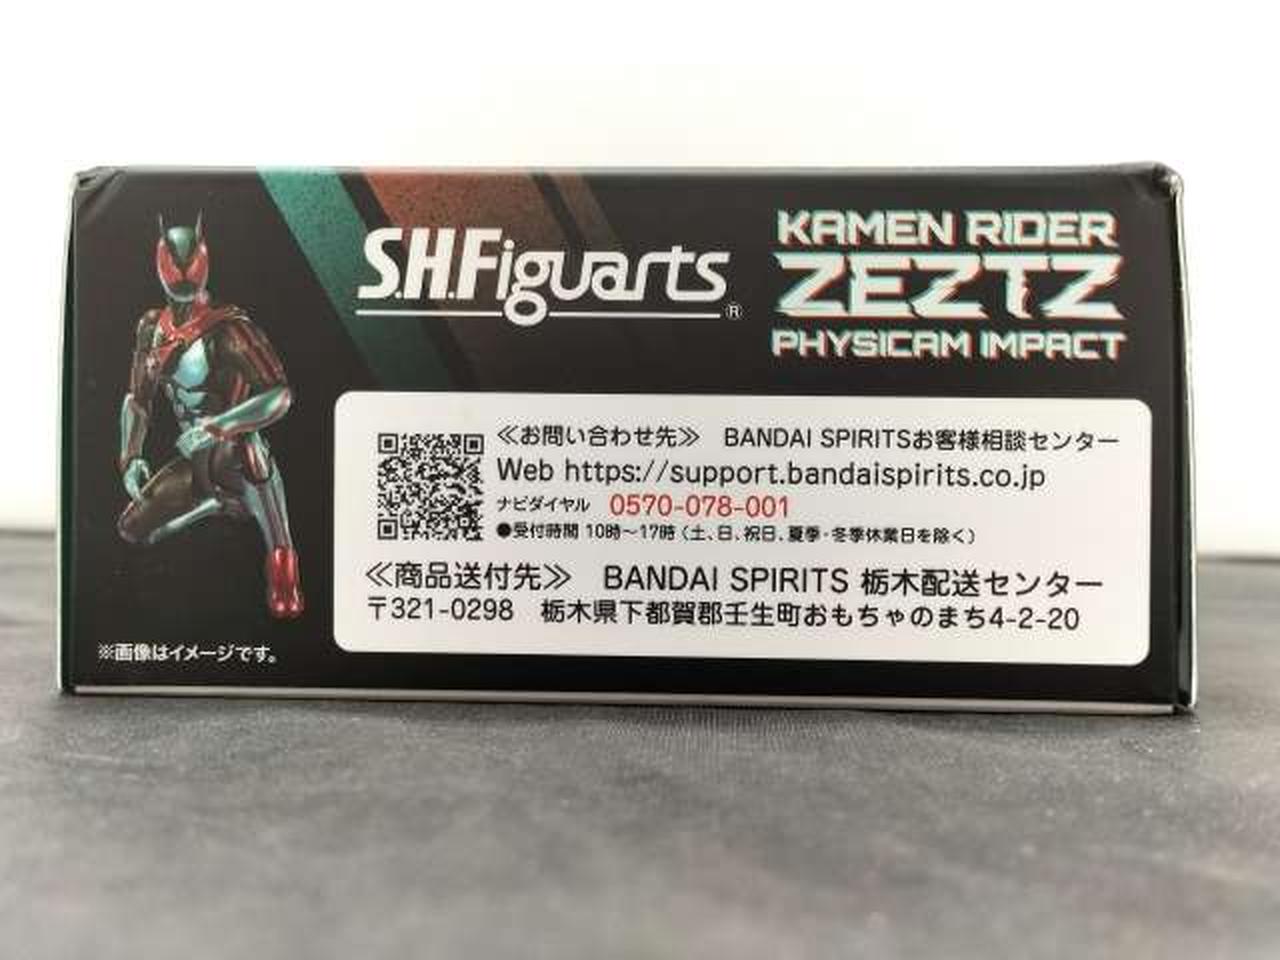 S.H.Figuarts®
KAMEN RIDER
ZEZTZ
PHYSICAM IMPACT
≪お問い合わせ先≫ BANDAI SPIRITSお客様相談センター
Web https://support.bandaispirits.co.jp
ナビダイヤル 0570-078-001
●受付時間 10時～17時（土、日、祝日、夏季・冬季休業日を除く）
≪商品送付先≫ BANDAI SPIRITS 栃木配送センター
〒321-0298 栃木県下都賀郡壬生町おもちゃのまち4-2-20
※画像はイメージです。